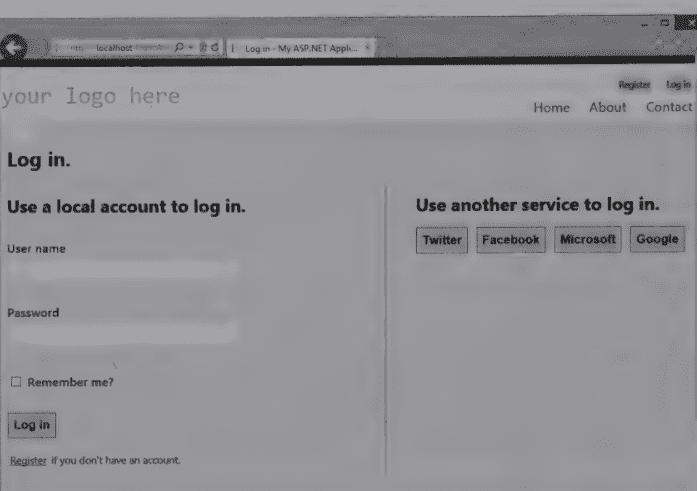 localhost
Log in - My ASP.NET Appli...
Register Log in
your logo here
Home About Contact
Log in.
Use a local account to log in.
User name
Password
Remember me?
Log in
Register if you don't have an account.
Use another service to log in.
Twitter Facebook Microsoft Google